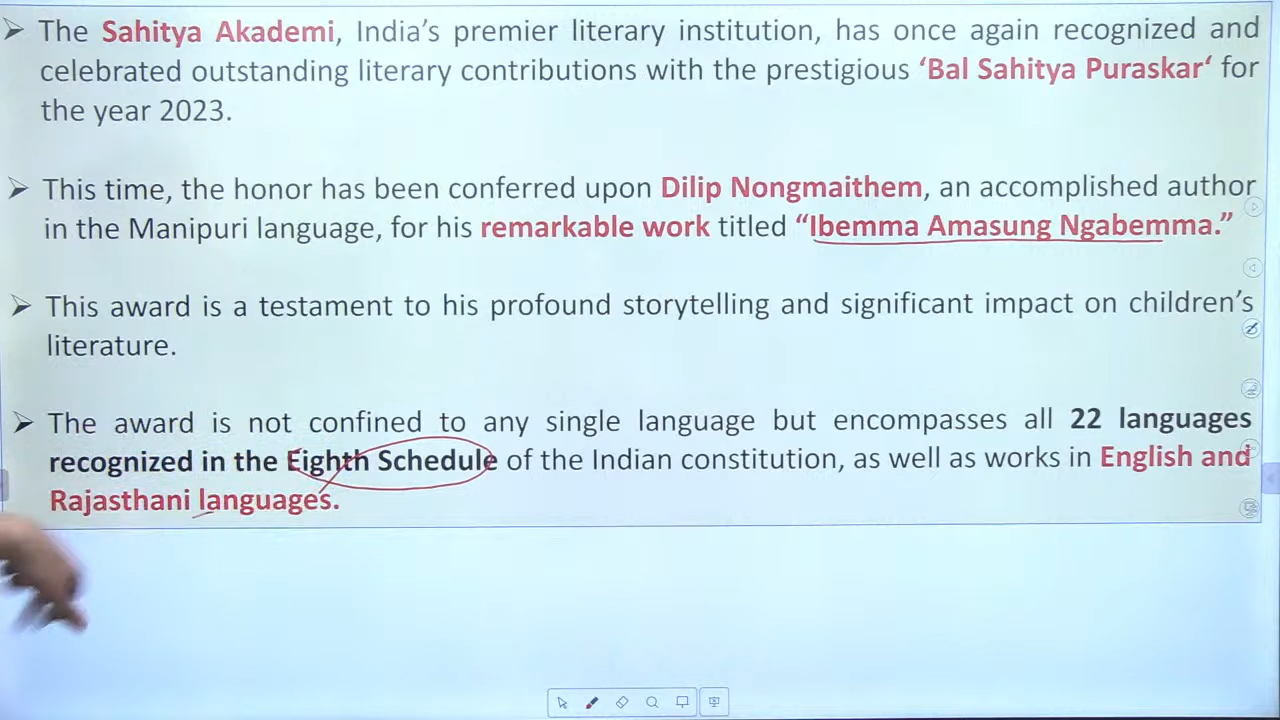 ➢ The Sahitya Akademi, India’s premier literary institution, has once again recognized and
celebrated outstanding literary contributions with the prestigious ‘Bal Sahitya Puraskar‘ for
the year 2023.
➢ This time, the honor has been conferred upon Dilip Nongmaithem, an accomplished author
in the Manipuri language, for his remarkable work titled “Ibemma Amasung Ngabemma.”
➢ This award is a testament to his profound storytelling and significant impact on children’s
literature.
➢ The award is not confined to any single language but encompasses all 22 languages
recognized in the Eighth Schedule of the Indian constitution, as well as works in English and
Rajasthani languages.